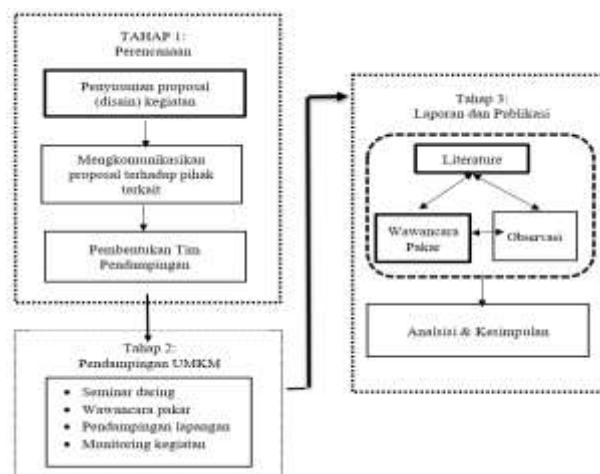 TAHAP 1:
Perencanaan
Penyusunan proposal
(disain) kegiatan
Mengkomunikasikan
proposal terhadap pihak
terkait
Pembentukan Tim
Pendampingan
Tahap 2:
Pendampingan UMKM
Seminar daring
Wawancara pakar
Pendampingan lapangan
Monitoring kegiatan
Tahap 3:
Laporan dan Publikasi
Literature
Wawancara
Pakar
Observasi
Analsisi & Kesimpulan